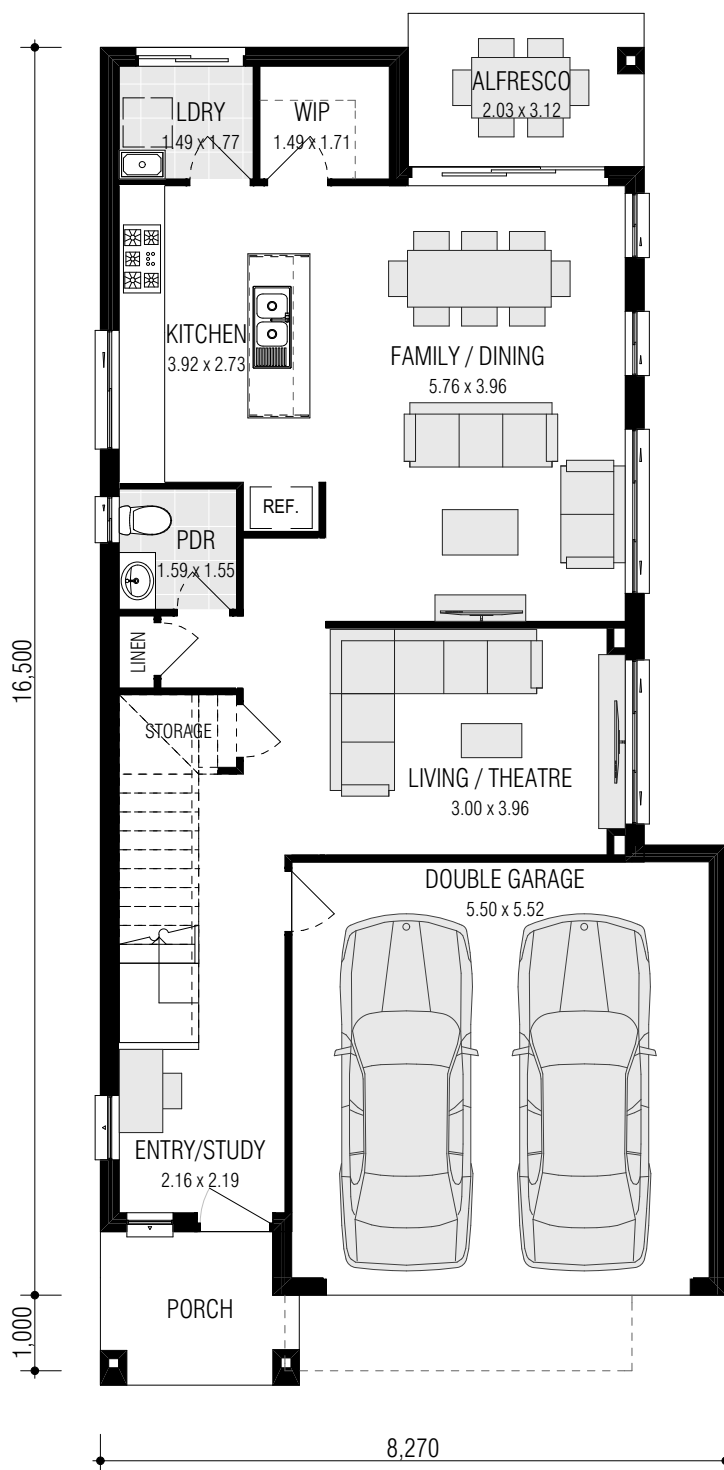 ALFRESCO
2.03 x 3.12
LDRY
1.49 x 1.77
WIP
1.49 x 1.71
KITCHEN
3.92 x 2.73
FAMILY / DINING
5.76 x 3.96
REF.
PDR
1.59 x 1.55
LINEN
16,500
STORAGE
LIVING / THEATRE
3.00 x 3.96
DOUBLE GARAGE
5.50 x 5.52
ENTRY/STUDY
2.16 x 2.19
PORCH
1,000
8,270